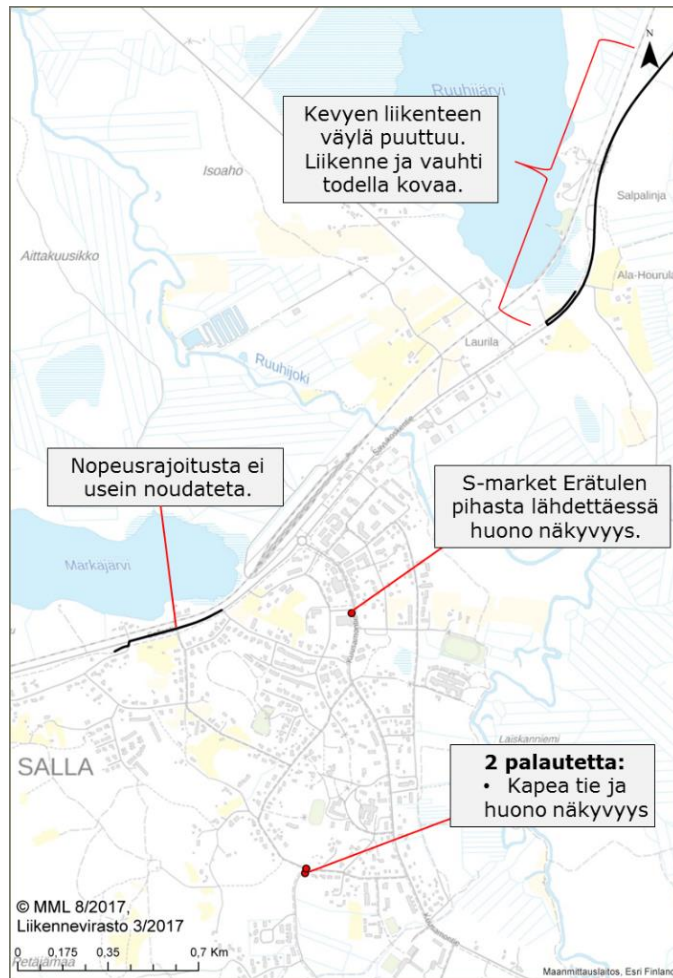 N
Ruuhijärvi
Kevyen liikenteen
väylä puuttuu.
Liikenne ja vauhti
todella kovaa.
Isoaho
Salpalinja
Aittakuusikko
Ala-Hourula
Laurila
Ruuhijoki
Nopeusrajoitusta ei
usein noudateta.
S-market Erätulen
pihasta lähdettäessä
huono näkyvyys.
Markajärvi
Laiskanniemi
SALLA
2 palautetta:
• Kapea tie ja
huono näkyvyys
© MML 8/2017,
Liikennevirasto 3/2017
0 0,175 0,35 0,7 Km
Petäjämaa
Maanmittauslaitos, Esri Finland